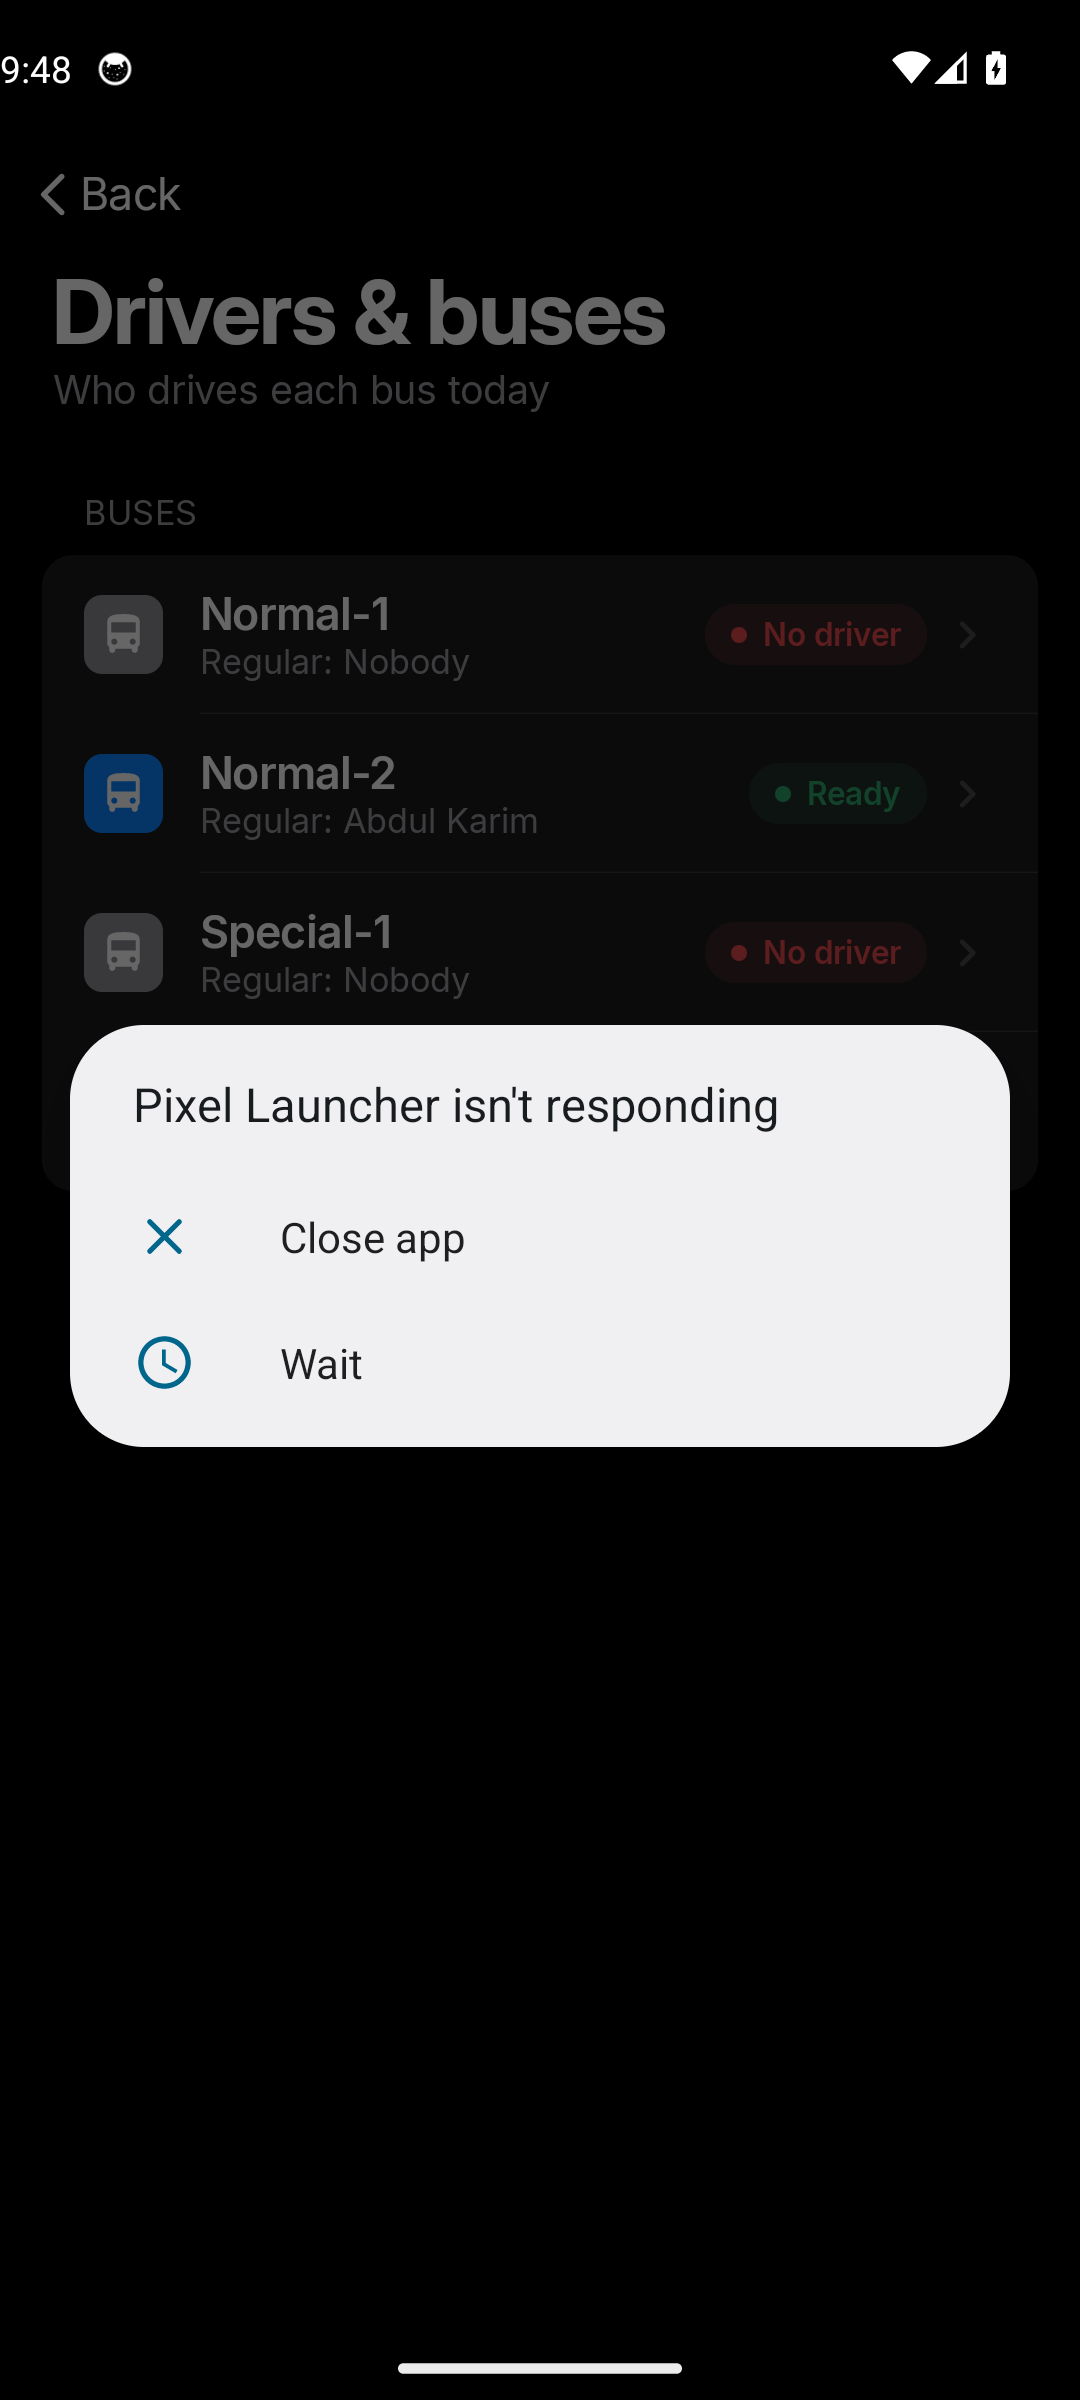 9:48
Back
Drivers & buses
Who drives each bus today
BUSES
Normal-1
Regular: Nobody
No driver
Normal-2
Regular: Abdul Karim
Ready
Special-1
Regular: Nobody
No driver
Pixel Launcher isn't responding
Close app
Wait